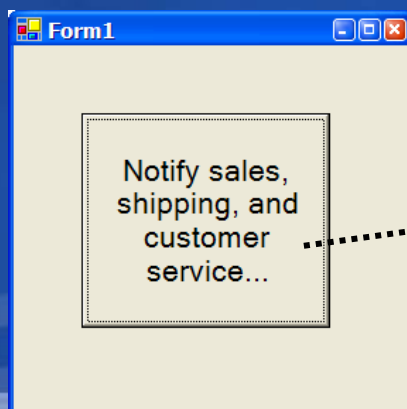 Form1
Notify sales,
shipping, and
customer
service...